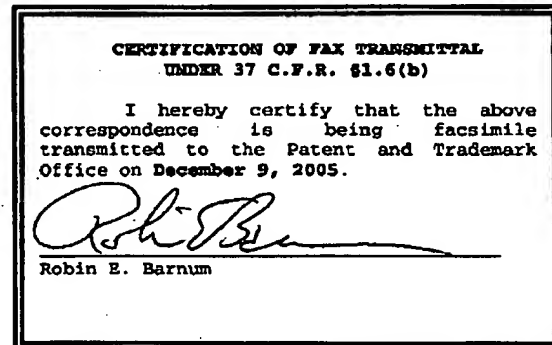 CERTIFICATION OF FAX TRANSMITTAL
UNDER 37 C.F.R. §1.6(b)
I hereby certify that the above
correspondence is being facsimile
transmitted to the Patent and Trademark
Office on December 9, 2005.
Robin E. Barnum